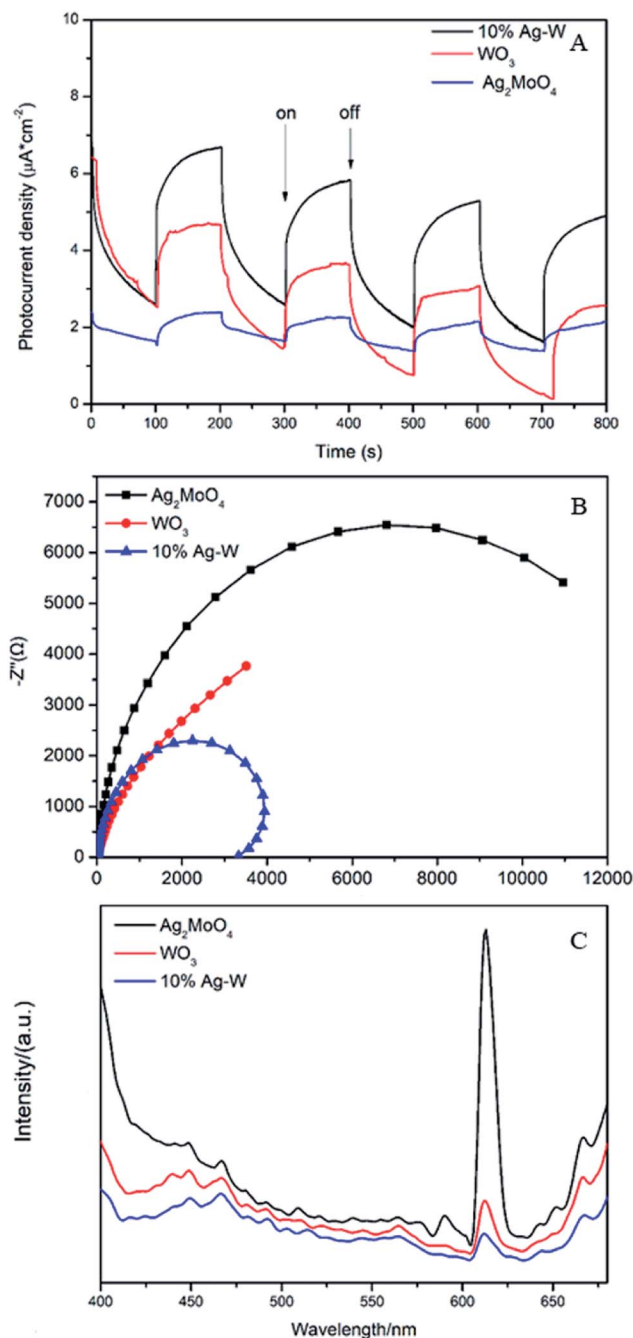 A
10% Ag-W
WO₃
Ag₂MoO₄
on
off
Photocurrent density (μA*cm⁻²)
10
8
6
4
2
0
0 100 200 300 400 500 600 700 800
Time (s)
B
Ag₂MoO₄
WO₃
10% Ag-W
-Z"(Ω)
7000
6000
5000
4000
3000
2000
1000
0
0 2000 4000 6000 8000 10000 12000
C
Ag₂MoO₄
WO₃
10% Ag-W
Intensity/(a.u.)
400 450 500 550 600 650
Wavelength/nm